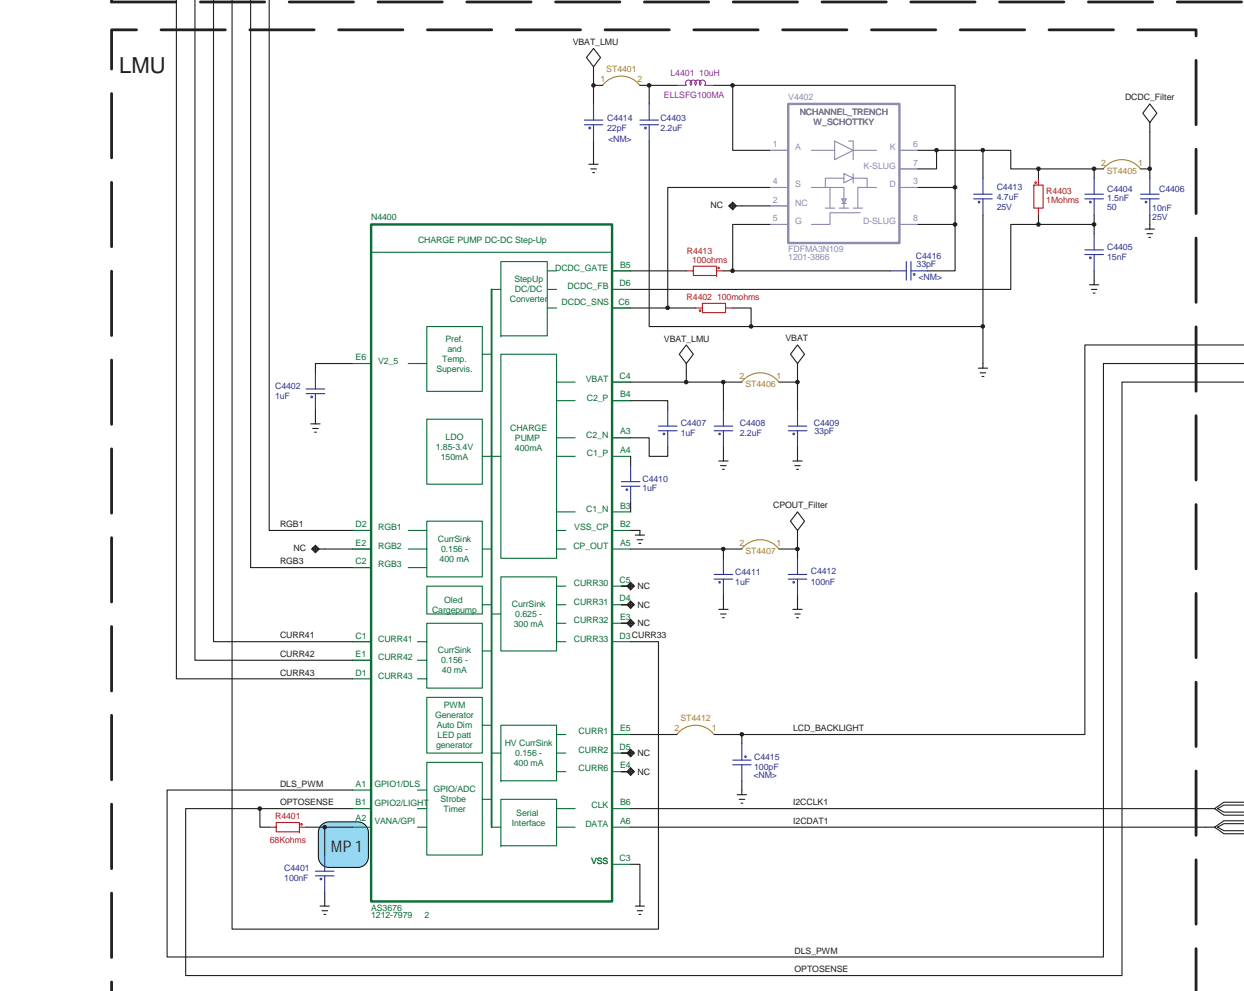 LMU
VBAT_LMU
ST4401
1 2
L4401 10uH
ELLSFG100MA
C4414
22pF
<NM>
C4403
2.2uF
V4402
NCHANNEL_TRENCH
W_SCHOTTKY
1 A K 6
K-SLUG 7
4 S D 3
NC 2 NC
5 G D-SLUG 8
FDFMA3N109
1201-3866
DCDC_Filter
2 1
ST4405
C4413
4.7uF
25V
R4403
1Mohms
C4404
1.5nF
50
C4406
10nF
25V
C4405
15nF
R4413
100ohms
C4416
33pF
<NM>
R4402 100mohms
N4400
CHARGE PUMP DC-DC Step-Up
StepUp
DC/DC
Converter
DCDC_GATE B5
DCDC_FB D6
DCDC_SNS C6
Pref.
and
Temp.
Supervis.
E6 V2_5
C4402
1uF
VBAT_LMU
VBAT
2 1
ST4406
VBAT C4
C2_P B4
C2_N A3
C1_P A4
C1_N B3
VSS_CP B2
CP_OUT A5
CHARGE
PUMP
400mA
LDO
1.85-3.4V
150mA
C4407
1uF
C4408
2.2uF
C4409
33pF
C4410
1uF
CPOUT_Filter
2 1
ST4407
C4411
1uF
C4412
100nF
RGB1 D2 RGB1
NC E2 RGB2
RGB3 C2 RGB3
CurrSink
0.156 -
400 mA
Oled
Cargepump
CurrSink
0.625 -
300 mA
CURR30 C5 NC
CURR31 D4 NC
CURR32 E3 NC
CURR33 D3 CURR33
CURR41 C1 CURR41
CURR42 E1 CURR42
CURR43 D1 CURR43
CurrSink
0.156 -
40 mA
PWM
Generator
Auto Dim
LED patt
generator
HV CurrSink
0.156 -
400 mA
CURR1 E5
CURR2 D5 NC
CURR6 E4 NC
ST4412
2 1
LCD_BACKLIGHT
C4415
100pF
<NM>
DLS_PWM A1 GPIO1/DLS
OPTOSENSE B1 GPIO2/LIGHT
A2 VANA/GPI
GPIO/ADC
Strobe
Timer
Serial
Interface
CLK B6 I2CCLK1
DATA A6 I2CDAT1
R4401
68Kohms
MP 1
C4401
100nF
VSS C3
AS3676
1212-7979 2
DLS_PWM
OPTOSENSE